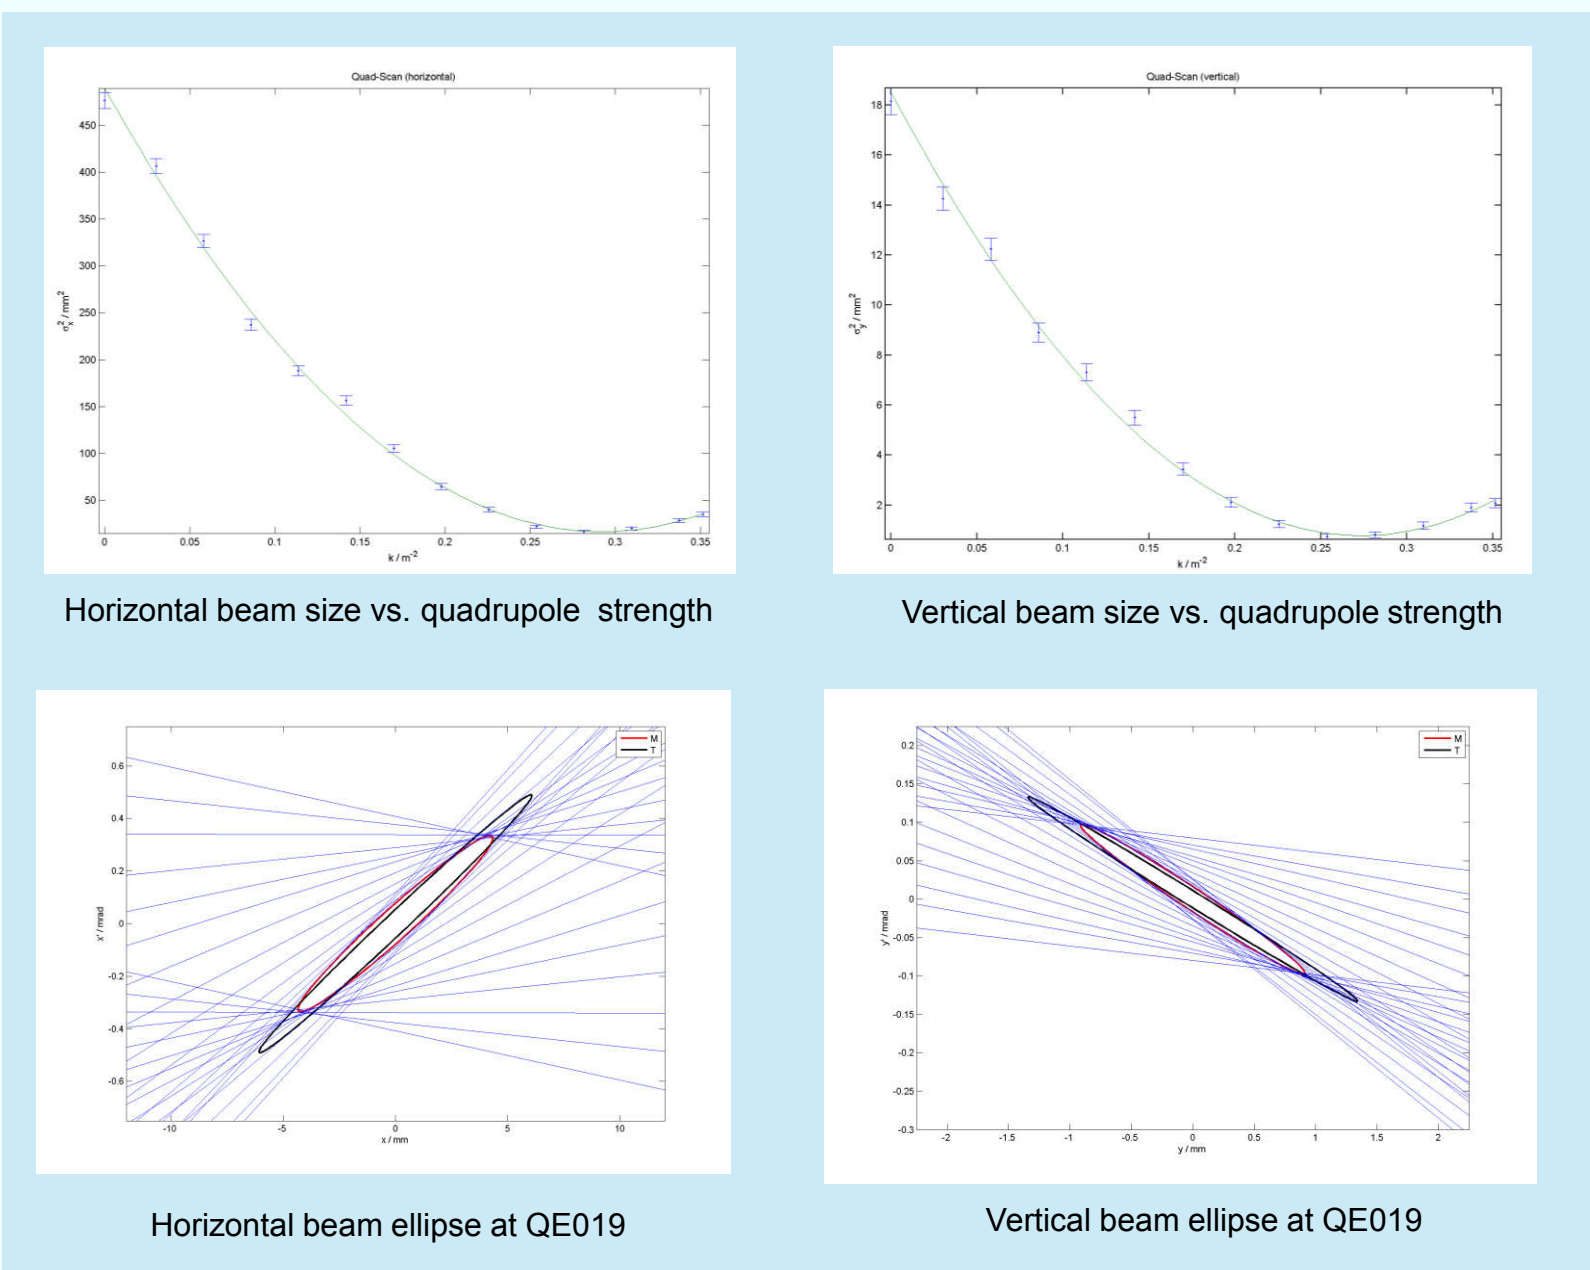 Quad-Scan (horizontal)
450
400
350
300
250
200
150
100
50
σx² / mm²
0 0.05 0.1 0.15 0.2 0.25 0.3 0.35
k / m⁻²
Horizontal beam size vs. quadrupole strength
Quad-Scan (vertical)
18
16
14
12
10
8
6
4
2
σy² / mm²
0 0.05 0.1 0.15 0.2 0.25 0.3 0.35
k / m⁻²
Vertical beam size vs. quadrupole strength
M
T
0.6
0.4
0.2
0
-0.2
-0.4
-0.6
x' / mrad
-10 -5 0 5 10
x / mm
Horizontal beam ellipse at QE019
M
T
0.2
0.15
0.1
0.05
0
-0.05
-0.1
-0.15
-0.2
-0.25
-0.3
y' / mrad
-2 -1.5 -1 -0.5 0 0.5 1 1.5 2
y / mm
Vertical beam ellipse at QE019